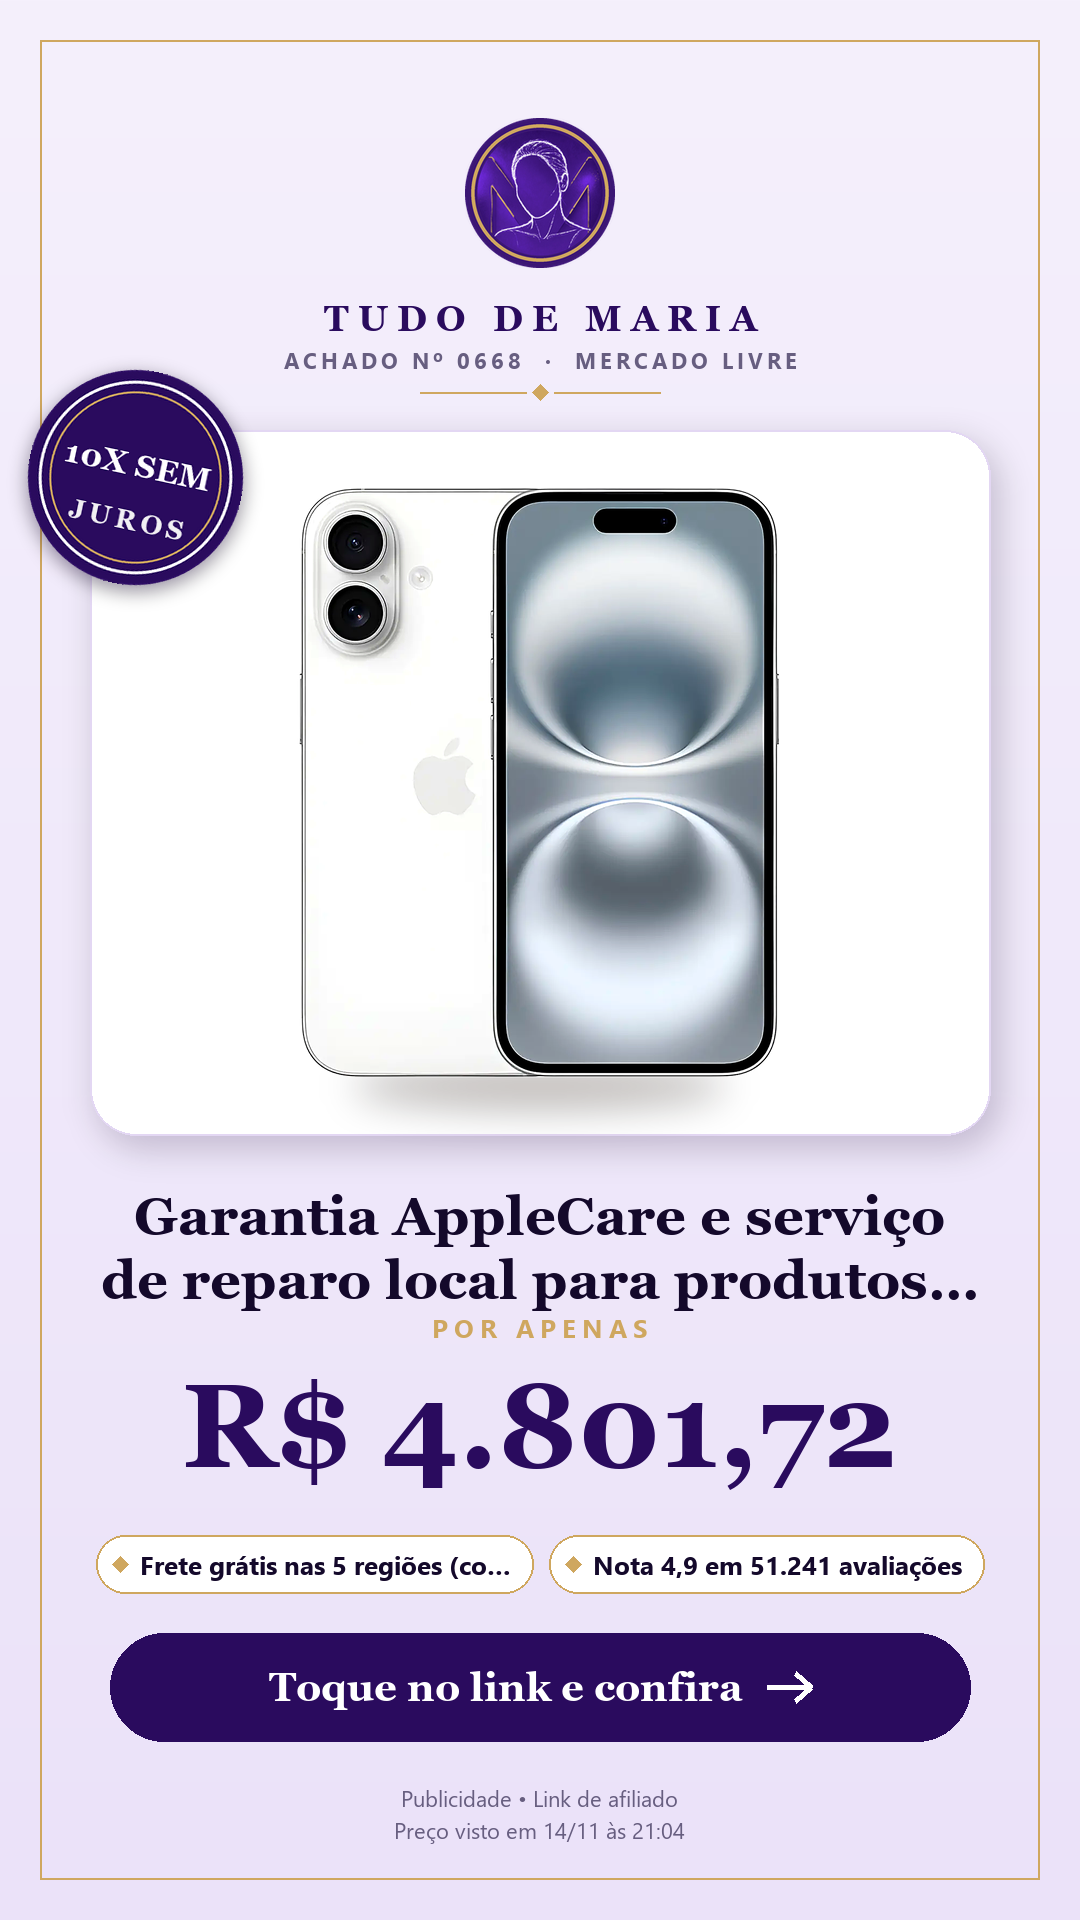 TUDO DE MARIA
ACHADO Nº 0668 · MERCADO LIVRE
10X SEM
JUROS
Garantia AppleCare e serviço
de reparo local para produtos...
POR APENAS
R$ 4.801,72
Frete grátis nas 5 regiões (co...
Nota 4,9 em 51.241 avaliações
Toque no link e confira →
Publicidade • Link de afiliado
Preço visto em 14/11 às 21:04